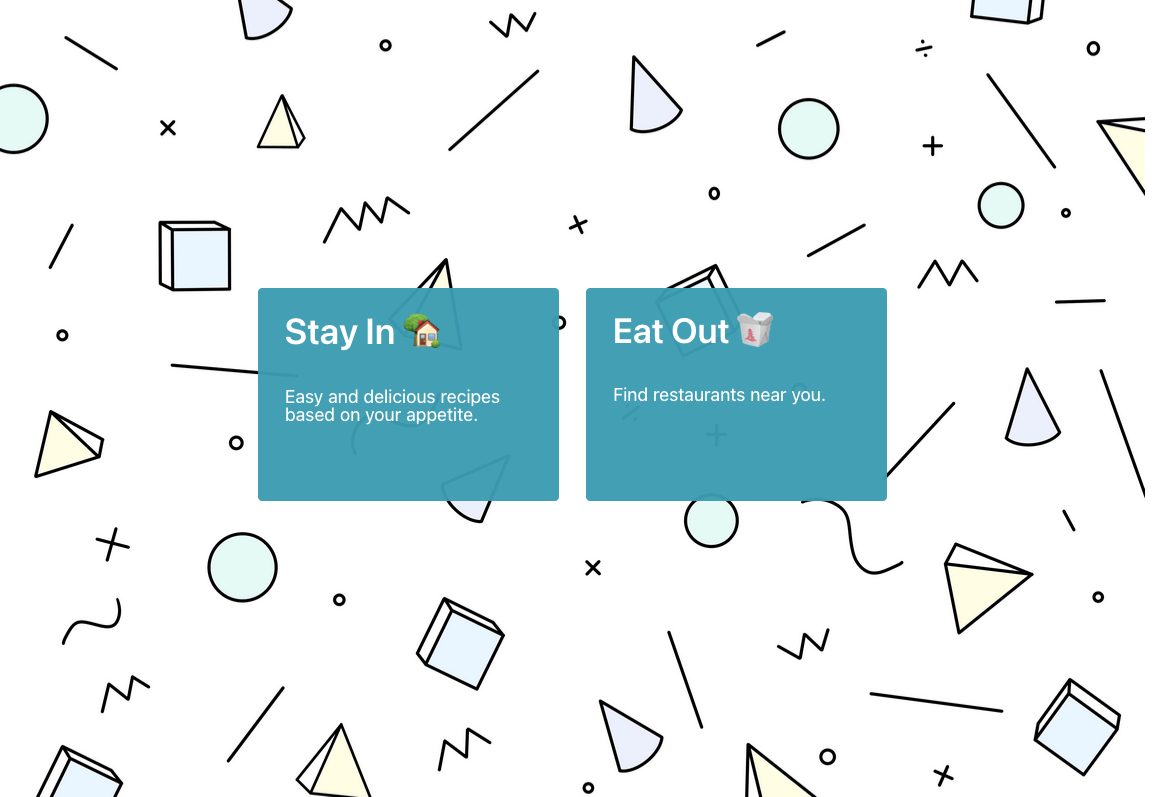 Stay In 🏡
Easy and delicious recipes
based on your appetite.
Eat Out 🥡
Find restaurants near you.